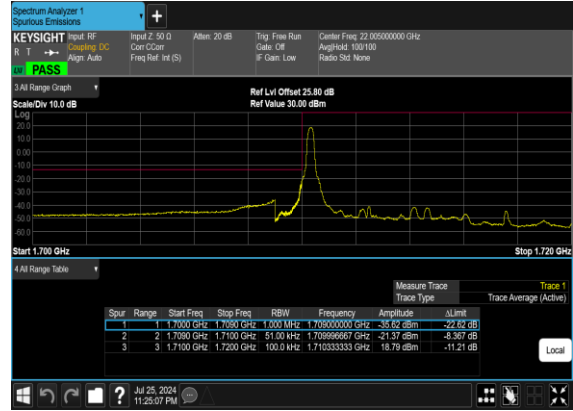 Spectrum Analyzer 1
Spurious Emissions
KEYSIGHT Input: RF Input Z: 50 Ω Atten: 20 dB Trig: Free Run Center Freq: 22.005000000 GHz
R T Coupling: DC Corr CCorr Gate: Off Avg|Hold: 100/100
Align: Auto Freq Ref: Int (S) IF Gain: Low Radio Std: None
PASS
3 All Range Graph
Ref Lvl Offset 25.80 dB
Scale/Div 10.0 dB Ref Value 30.00 dBm
Log
20.0
10.0
0.00
-10.0
-20.0
-30.0
-40.0
-50.0
-60.0
Start 1.700 GHz Stop 1.720 GHz
4 All Range Table
Measure Trace Trace 1
Trace Type Trace Average (Active)
Spur Range Start Freq Stop Freq RBW Frequency Amplitude ΔLimit
1 1 1.7000 GHz 1.7090 GHz 1.000 MHz 1.709000000 GHz -35.62 dBm -22.62 dB
2 2 1.7090 GHz 1.7100 GHz 51.00 kHz 1.709996667 GHz -21.37 dBm -8.367 dB
3 3 1.7100 GHz 1.7200 GHz 100.0 kHz 1.710333333 GHz 18.79 dBm -11.21 dB
Local
? Jul 25, 2024
11:25:07 PM